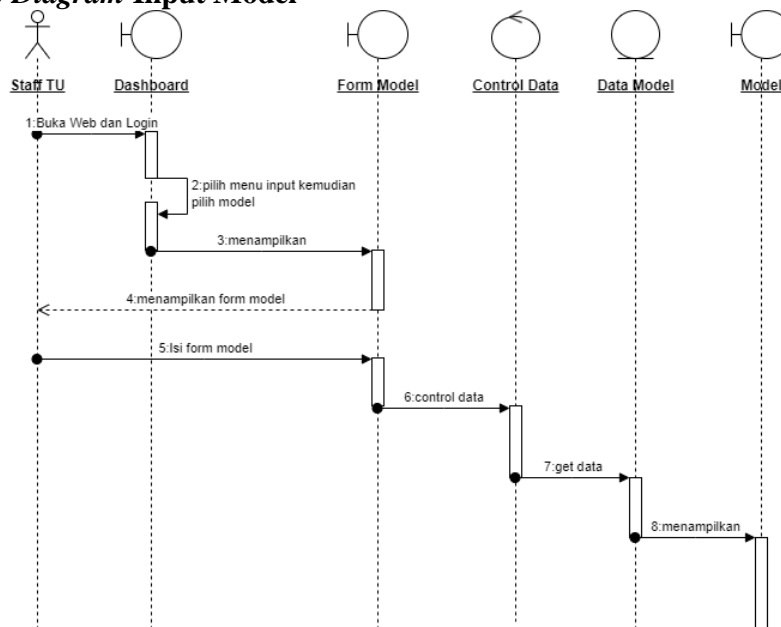 Diagram Input Model
Staff TU
Dashboard
Form Model
Control Data
Data Model
Model
1:Buka Web dan Login
2:pilih menu input kemudian
pilih model
3:menampilkan
4:menampilkan form model
5:Isi form model
6:control data
7:get data
8:menampilkan